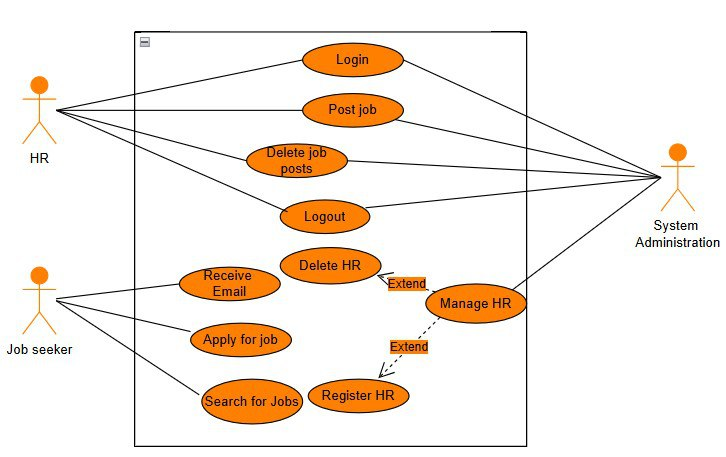 Login
Post job
HR
Delete job
posts
Logout
System
Administration
Delete HR
Receive
Email
Extend
Manage HR
Apply for job
Extend
Job seeker
Search for Jobs
Register HR